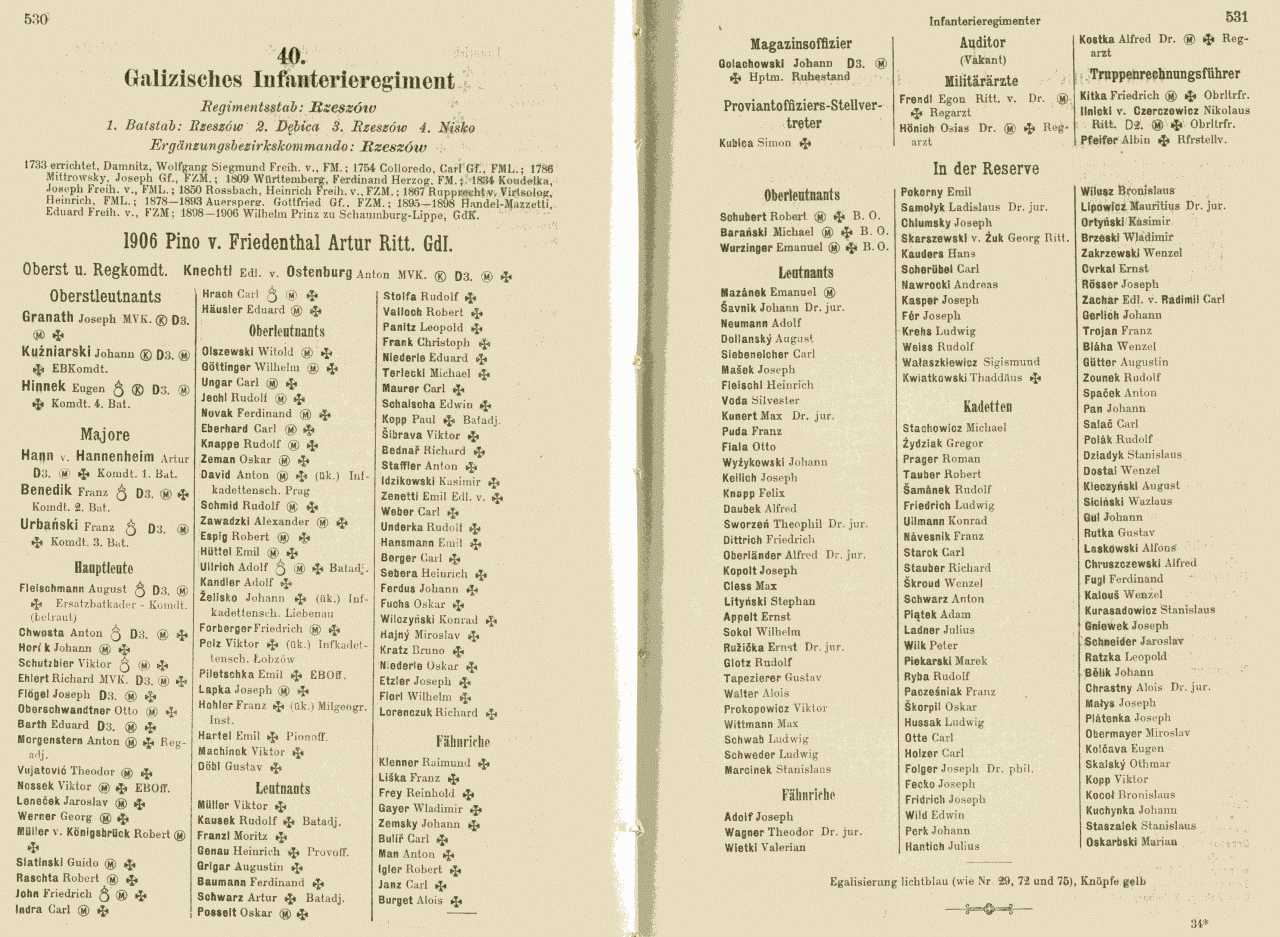 530
40.
Galizisches Infanterieregiment
Regimentsstab: Rzeszów
1. Batstab: Rzeszów 2. Dębica 3. Rzeszów 4. Nisko
Ergänzungsbezirkskommando: Rzeszów
1733 errichtet, Damnitz, Wolfgang Siegmund Freih. v., FM.; 1754 Colloredo, Carl Gf., FML.; 1786
Mittrowsky, Joseph Gf., FZM.; 1809 Württemberg, Ferdinand Herzog, FM.; 1834 Koudelka,
Joseph Freih. v., FML.; 1850 Rossbach, Heinrich Freih. v., FZM.; 1867 Rupprecht v. Virtsolog,
Heinrich, FML.; 1878—1893 Auersperg, Gottfried Gf., FZM.; 1895—1898 Handel-Mazzetti,
Eduard Freih. v., FZM; 1898—1906 Wilhelm Prinz zu Schaumburg-Lippe, GdK.
1906 Pino v. Friedenthal Artur Ritt. GdI.
Oberst u. Regkomdt. Knechtl Edl. v. Ostenburg Anton MVK. Ⓚ D3. Ⓜ ✠
Oberstleutnants
Granath Joseph MVK. Ⓚ D3.
Ⓜ ✠
Kuźniarski Johann Ⓚ D3. Ⓜ
✠ EBKomdt.
Hinnek Eugen Ⓚ D3. Ⓜ
✠ Komdt. 4. Bat.
Majore
Hann v. Hannenheim Artur
D3. Ⓜ ✠ Komdt. 1. Bat.
Benedik Franz D3. Ⓜ ✠
Komdt. 2. Bat.
Urbański Franz D3. Ⓜ
✠ Komdt. 3. Bat.
Hauptleute
Fleischmann August D3. Ⓜ
✠ Ersatzbatkader-Komdt.
(betraut)
Chwosta Anton D3. Ⓜ ✠
Johann Ⓜ ✠
Schutzbier Viktor Ⓜ ✠
Ehlert Richard MVK. D3. Ⓜ ✠
Flögel Joseph D3. Ⓜ ✠
Oberschwandtner Otto Ⓜ ✠
Barth Eduard D3. Ⓜ ✠
Morgenstern Anton Ⓜ ✠ Reg-
adj.
Vujatović Theodor Ⓜ ✠
Nossek Viktor Ⓜ ✠ EBOff.
Leneček Jaroslav Ⓜ ✠
Werner Georg Ⓜ ✠
Müller v. Königsbrück Robert Ⓜ
✠
Slatinski Guido Ⓜ ✠
Raschta Robert Ⓜ ✠
John Friedrich Ⓜ ✠
Indra Carl Ⓜ ✠
Hrach Carl Ⓜ ✠
Häusler Eduard Ⓜ ✠
Oberleutnants
Olszewski Witold Ⓜ ✠
Göttinger Wilhelm Ⓜ ✠
Ungar Carl Ⓜ ✠
Jechl Rudolf Ⓜ ✠
Novak Ferdinand Ⓜ ✠
Eberhard Carl Ⓜ ✠
Knappe Rudolf Ⓜ ✠
Zeman Oskar Ⓜ ✠
David Anton Ⓜ ✠ (ük.) Inf-
kadettensch. Prag
Schmid Rudolf Ⓜ ✠
Zawadzki Alexander Ⓜ ✠
Espig Robert Ⓜ ✠
Hüttel Emil Ⓜ ✠
Ullrich Adolf Ⓜ ✠ Batadj.
Kandler Adolf ✠
Želisko Johann ✠ (ük.) Inf-
kadettensch. Liebenau
Forberger Friedrich Ⓜ ✠
Pelz Viktor ✠ (ük.) Infkadet-
tensch. Łobzów
Piletschka Emil ✠ EBOff.
Lapka Joseph Ⓜ ✠
Hohler Franz ✠ (ük.) Milgeogr.
Inst.
Hartel Emil ✠ Pionoff.
Machinek Viktor ✠
Döbl Gustav ✠
Leutnants
Müller Viktor ✠
Kausek Rudolf ✠ Batadj.
Franzl Moritz ✠
Genau Heinrich ✠ Provoff.
Grigar Augustin ✠
Baumann Ferdinand ✠
Schwarz Artur ✠ Batadj.
Posselt Oskar Ⓜ ✠
Stolfa Rudolf ✠
Valloch Robert ✠
Panitz Leopold ✠
Frank Christoph ✠
Niederle Eduard ✠
Terlecki Michael ✠
Maurer Carl ✠
Schalscha Edwin ✠
Kopp Paul ✠ Batadj.
Šibrava Viktor ✠
Bednař Richard ✠
Staffler Anton ✠
Idzikowski Kasimir ✠
Zenetti Emil Edl. v. ✠
Weber Carl ✠
Underka Rudolf ✠
Hansmann Emil ✠
Berger Carl ✠
Sebera Heinrich ✠
Ferdus Johann ✠
Fuchs Oskar ✠
Wilczyński Konrad ✠
Hajný Miroslav ✠
Kratz Bruno ✠
Niederle Oskar ✠
Etzler Joseph ✠
Fiorl Wilhelm ✠
Lorenczuk Richard ✠
Fähnriche
Klenner Raimund ✠
Liška Franz ✠
Frey Reinhold ✠
Gayer Wladimir ✠
Zemsky Johann ✠
Bulíř Carl ✠
Man Anton ✠
Igler Robert ✠
Janz Carl ✠
Burget Alois ✠
Infanterieregimenter
531
Magazinsoffizier
Golachowski Johann D3. Ⓜ
✠ Hptm. Ruhestand
Proviantoffiziers-Stellver-
treter
Kubica Simon ✠
Auditor
(Vakant)
Militärärzte
Frendl Egon Ritt. v. Dr. Ⓜ
✠ Regarzt
Hönich Osias Dr. Ⓜ ✠ Reg-
arzt
Kostka Alfred Dr. Ⓜ ✠ Reg-
arzt
Truppenrechnungsführer
Kitka Friedrich Ⓜ ✠ Obrltrfr.
Ilnicki v. Czerczowicz Nikolaus
Ritt. D2. Ⓜ ✠ Obrltfr.
Pfeifer Albin ✠ Rfrstellv.
In der Reserve
Oberleutnants
Schubert Robert Ⓜ ✠ B. O.
Barański Michael Ⓜ ✠ B. O.
Wurzinger Emanuel Ⓜ ✠ B. O.
Leutnants
Mazánek Emanuel Ⓜ
Šavnik Johann Dr. jur.
Neumann Adolf
Dollanský August
Siebeneicher Carl
Mašek Joseph
Fleischl Heinrich
Voda Silvester
Kunert Max Dr. jur.
Puda Franz
Fiala Otto
Wyżykowski Johann
Keilich Joseph
Knapp Felix
Daubek Alfred
Sworzeń Theophil Dr. jur.
Dittrich Friedrich
Oberländer Alfred Dr. jur.
Kopolt Joseph
Cless Max
Lityński Stephan
Appelt Ernst
Sokol Wilhelm
Ružička Ernst Dr. jur.
Glotz Rudolf
Tapezierer Gustav
Walter Alois
Prokopowicz Viktor
Wittmann Max
Schwab Ludwig
Schweder Ludwig
Marcinek Stanislaus
Fähnriche
Adolf Joseph
Wagner Theodor Dr. jur.
Wietki Valerian
Pokorny Emil
Samołyk Ladislaus Dr. jur.
Chlumsky Joseph
Skarszewski v. Żuk Georg Ritt.
Kauders Hans
Scherübel Carl
Nawrocki Andreas
Kasper Joseph
Fêr Joseph
Krehs Ludwig
Weiss Rudolf
Wałaszkiewicz Sigismund
Kwiatkowski Thaddäus ✠
Kadetten
Stachowicz Michael
Żydziak Gregor
Prager Roman
Tauber Robert
Šamánek Rudolf
Friedrich Ludwig
Ullmann Konrad
Návesnik Franz
Starck Carl
Stauber Richard
Škroud Wenzel
Schwarz Anton
Piątek Adam
Ladner Julius
Wilk Peter
Piekarski Marek
Ryba Rudolf
Pacześniak Franz
Škorpil Oskar
Hussak Ludwig
Otte Carl
Holzer Carl
Folger Joseph Dr. phil.
Fecko Joseph
Fridrich Joseph
Wild Edwin
Perk Johann
Hantich Julius
Wilusz Bronislaus
Lipowicz Mauritius Dr. jur.
Ortyński Kasimir
Brzeski Wladimir
Zakrzewski Wenzel
Cvrkal Ernst
Rösser Joseph
Zachar Edl. v. Radimil Carl
Gerlich Johann
Trojan Franz
Bláha Wenzel
Gütter Augustin
Zounek Rudolf
Spaček Anton
Pan Johann
Salač Carl
Polák Rudolf
Dziadyk Stanislaus
Dostal Wenzel
Kleczyński August
Siciński Wazlaus
Gül Johann
Rutka Gustav
Laskowski Alfons
Chruszczewski Alfred
Fugl Ferdinand
Kalouš Wenzel
Kurasadowicz Stanislaus
Gniewek Joseph
Schneider Jaroslav
Ratzka Leopold
Bělik Johann
Chrastny Alois Dr. jur.
Małys Joseph
Plátenka Joseph
Obermayer Miroslav
Kolčava Eugen
Skalský Othmar
Kopp Viktor
Kocol Bronislaus
Kuchynka Johann
Staszalek Stanislaus
Oskarbski Marian
Egalisierung lichtblau (wie Nr. 29, 72 und 75), Knöpfe gelb
34*